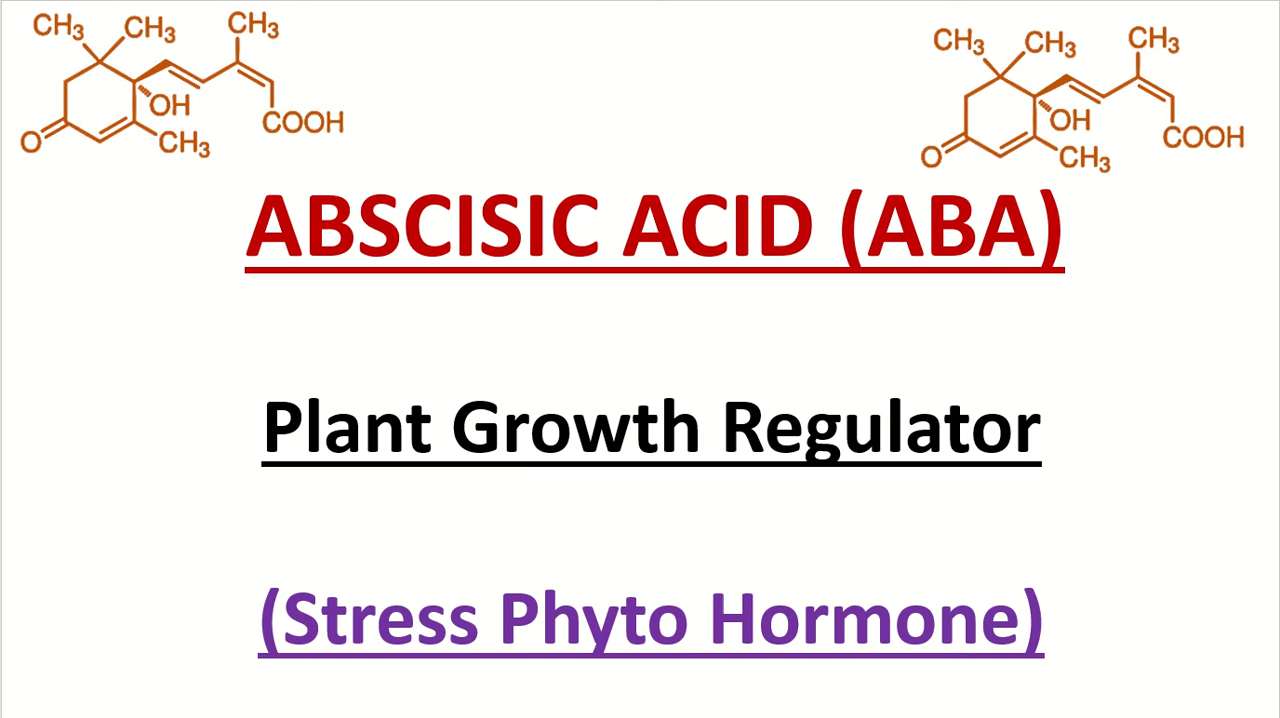 CH₃ CH₃ CH₃
OH
COOH
O
CH₃
CH₃ CH₃ CH₃
OH
COOH
O
CH₃
ABSCISIC ACID (ABA)
Plant Growth Regulator
(Stress Phyto Hormone)